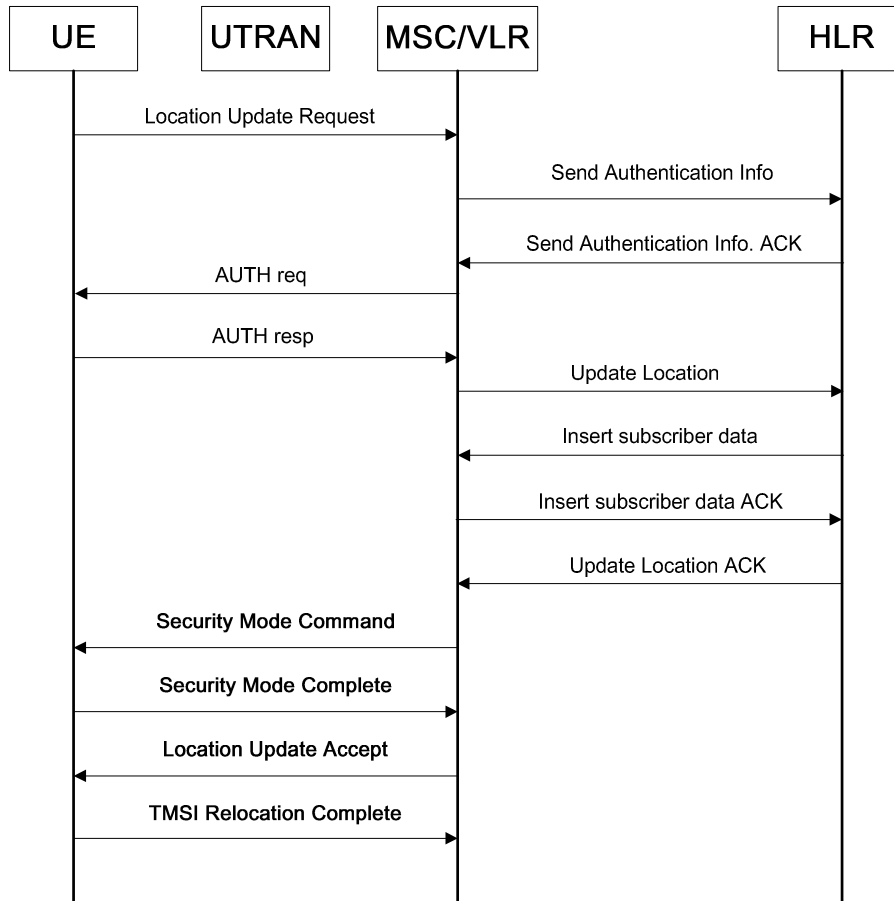 UE
UTRAN
MSC/VLR
HLR
Location Update Request
Send Authentication Info
Send Authentication Info. ACK
AUTH req
AUTH resp
Update Location
Insert subscriber data
Insert subscriber data ACK
Update Location ACK
Security Mode Command
Security Mode Complete
Location Update Accept
TMSI Relocation Complete